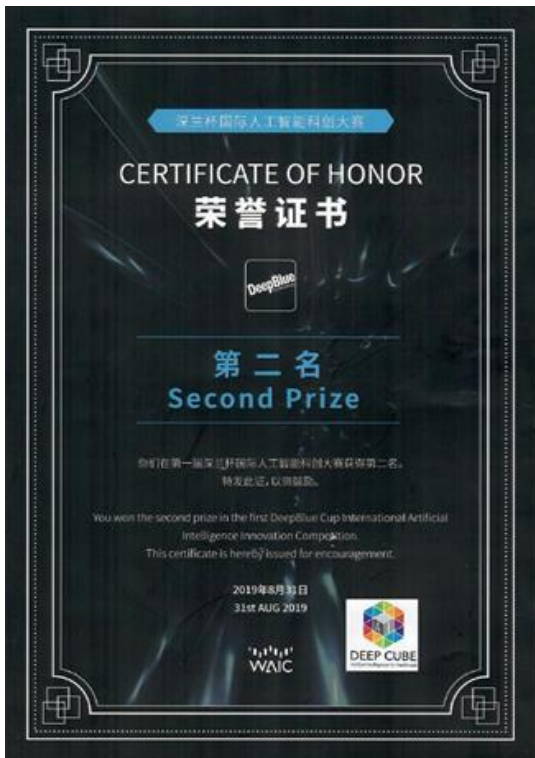 深兰杯国际人工智能科创大赛
CERTIFICATE OF HONOR
荣誉证书
DeepBlue
第二名
Second Prize
你们在第一届深兰杯国际人工智能科创大赛获得第二名。
特发此证,以资鼓励。
You won the second prize in the first DeepBlue Cup International Artificial
Intelligence Innovation Competition.
This certificate is hereby issued for encouragement.
2019年8月31日
31st AUG 2019
WAIC
DEEP CUBE